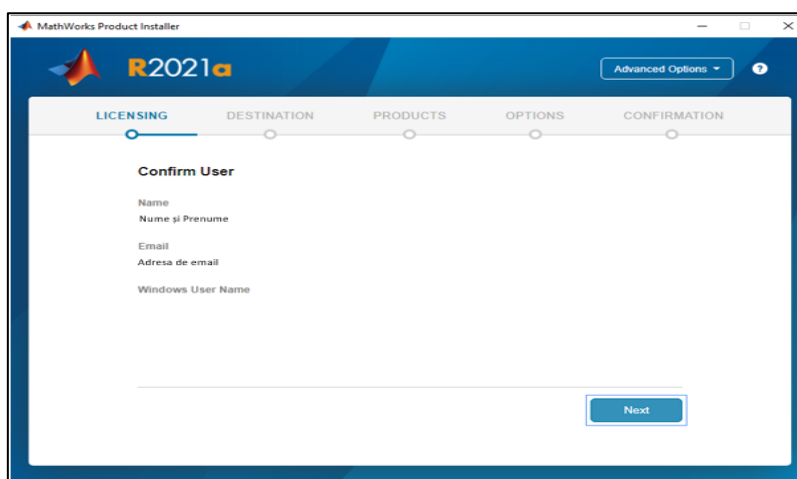 MathWorks Product Installer
R2021a
Advanced Options
?
LICENSING DESTINATION PRODUCTS OPTIONS CONFIRMATION
Confirm User
Name
Nume și Prenume
Email
Adresa de email
Windows User Name
Next